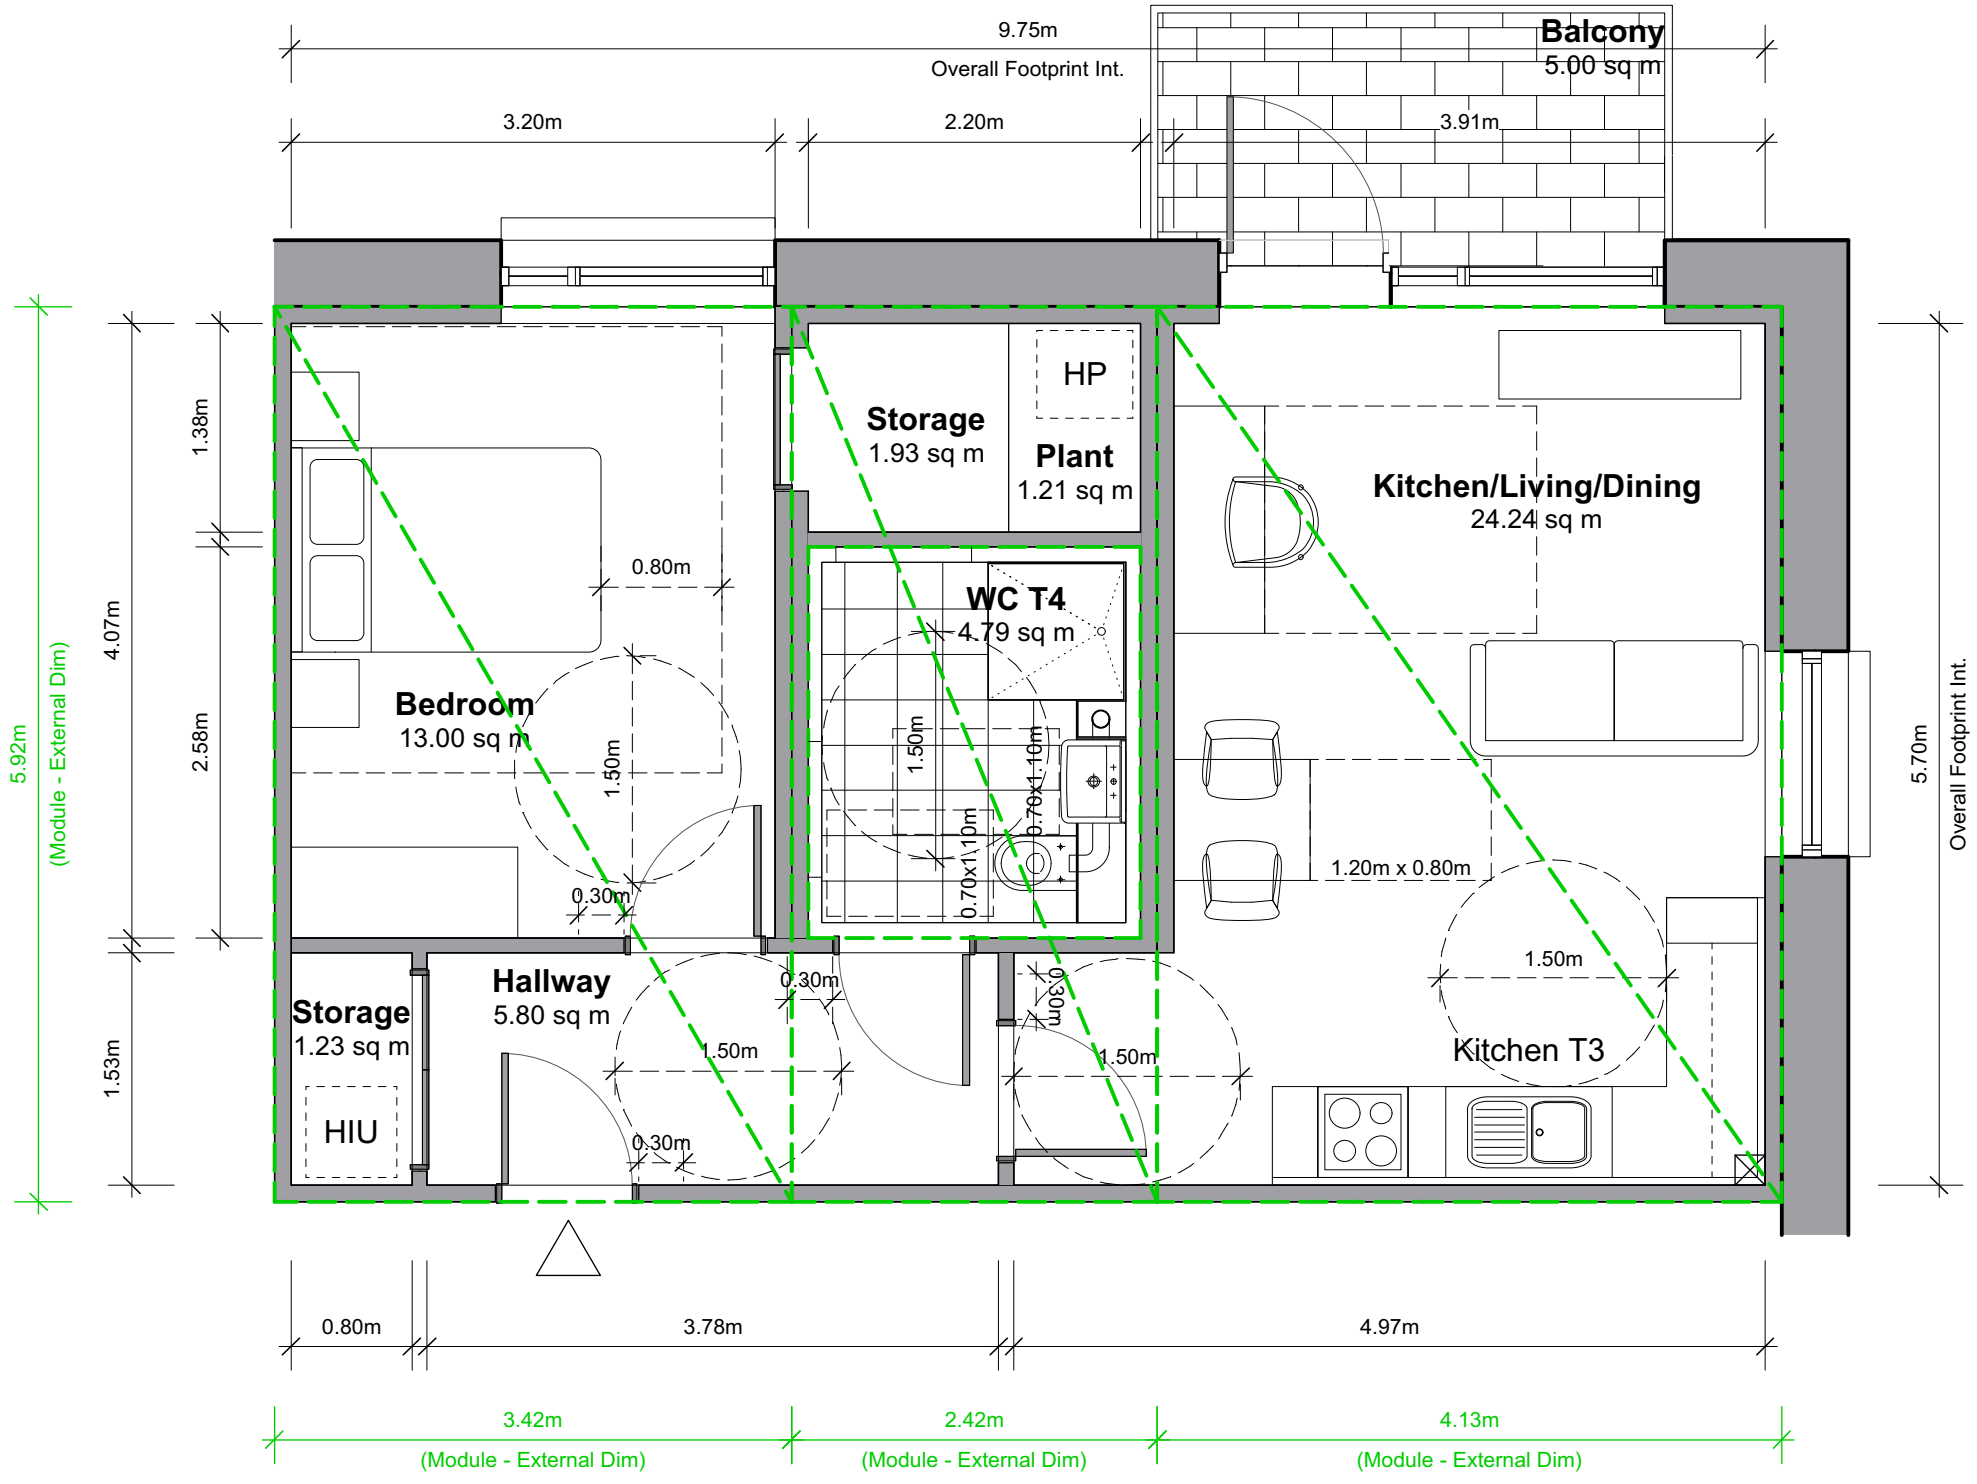 9.75m
Overall Footprint Int.
Balcony
5.00 sq m
3.20m
2.20m
3.91m
HP
Storage
1.93 sq m
Plant
1.21 sq m
Kitchen/Living/Dining
24.24 sq m
1.38m
4.07m
2.58m
1.53m
5.92m
(Module - External Dim)
0.80m
WC T4
4.79 sq m
Bedroom
13.00 sq m
1.50m
1.50m
0.70x1.10m
0.70x1.10m
0.30m
1.20m x 0.80m
5.70m
Overall Footprint Int.
Hallway
5.80 sq m
0.30m
0.30m
1.50m
Storage
1.23 sq m
1.50m
1.50m
Kitchen T3
HIU
0.30m
0.80m
3.78m
4.97m
3.42m
(Module - External Dim)
2.42m
(Module - External Dim)
4.13m
(Module - External Dim)